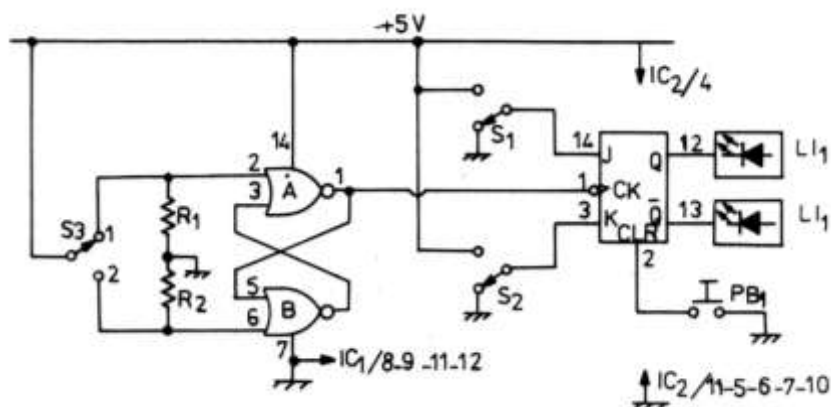 +5V
IC2/4
14
S1
14
J
Q
12
LI1
2
3
A
1
1
CK
R1
S3
1
3
K
Q̅
13
LI1
CLR
2
2
R2
5
B
6
S2
PB1
7
IC1/8-9-11-12
IC2/11-5-6-7-10